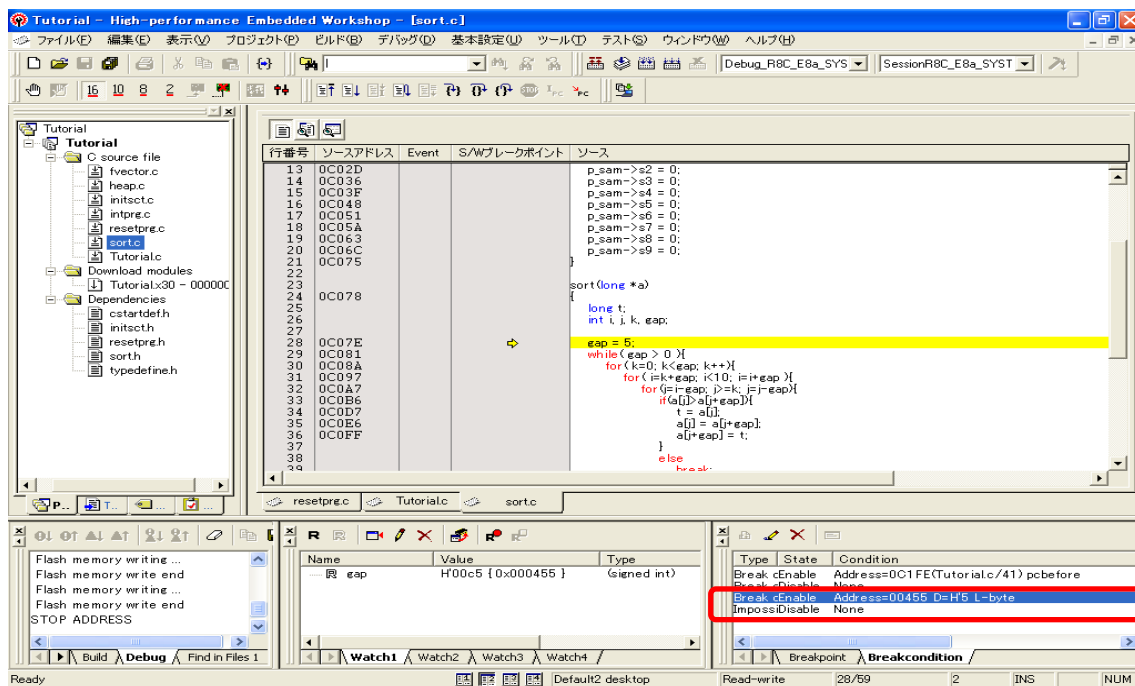 Tutorial - High-performance Embedded Workshop - [sort.c]
ファイル(F) 編集(E) 表示(V) プロジェクト(P) ビルド(B) デバッグ(D) 基本設定(U) ツール(T) テスト(S) ウィンドウ(W) ヘルプ(H)
Debug_R8C_E8a_SYS SessionR8C_E8a_SYST
16 10 8 2
Tutorial
Tutorial
C source file
fvector.c
heap.c
initsct.c
intprg.c
resetprg.c
sort.c
Tutorial.c
Download modules
Tutorial.x30 - 000000
Dependencies
cstartdef.h
initsct.h
resetprg.h
sort.h
typedefine.h
P.. T.. ... ...
行番号 ソースアドレス Event S/Wブレークポイント ソース
13 0C02D p_sam->s2 = 0;
14 0C036 p_sam->s3 = 0;
15 0C03F p_sam->s4 = 0;
16 0C048 p_sam->s5 = 0;
17 0C051 p_sam->s6 = 0;
18 0C05A p_sam->s7 = 0;
19 0C063 p_sam->s8 = 0;
20 0C06C p_sam->s9 = 0;
21 0C075 }
22
23 sort(long *a)
24 0C078 {
25 long t;
26 int i, j, k, gap;
27
28 0C07E gap = 5;
29 0C081 while( gap > 0 ){
30 0C08A for( k=0; k<gap; k++){
31 0C097 for( i=k+gap; i<10; i=i+gap ){
32 0C0A7 for(j=i-gap; j>=k; j=j-gap){
33 0C0B6 if(a[j]>a[j+gap]){
34 0C0D7 t = a[j];
35 0C0E6 a[j] = a[j+gap];
36 0C0FF a[j+gap] = t;
37 }
38 else
39 break;
resetprg.c Tutorial.c sort.c
Flash memory writing ...
Flash memory write end
Flash memory writing ...
Flash memory write end
STOP ADDRESS
Build Debug Find in Files 1
Name Value Type
R gap H'00c5 { 0x000455 } (signed int)
Watch1 Watch2 Watch3 Watch4
Type State Condition
Break c Enable Address=0C1FE(Tutorial.c/41) pcbefore
Break c Disable None
Break c Enable Address=00455 D=H'5 L-byte
Impossi Disable None
Breakpoint Breakcondition
Ready Default2 desktop Read-write 28/59 2 INS NUM